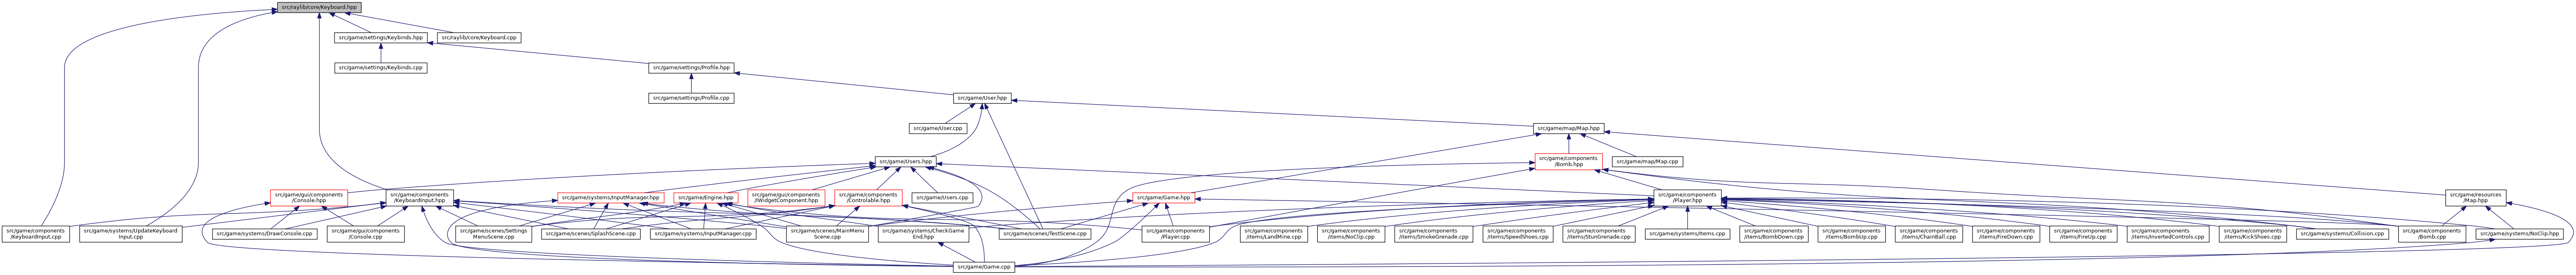 src/raylib/core/Keyboard.hpp
src/game/settings/Keybinds.hpp
src/raylib/core/Keyboard.cpp
src/game/settings/Keybinds.cpp
src/game/settings/Profile.hpp
src/game/settings/Profile.cpp
src/game/User.hpp
src/game/User.cpp
src/game/map/Map.hpp
src/game/Users.hpp
src/game/components
/Bomb.hpp
src/game/map/Map.cpp
src/game/gui/components
/Console.hpp
src/game/components
/KeyboardInput.hpp
src/game/systems/InputManager.hpp
src/game/Engine.hpp
src/game/gui/components
/IWidgetComponent.hpp
src/game/components
/Controlable.hpp
src/game/Users.cpp
src/game/Game.hpp
src/game/components
/Player.hpp
src/game/resources
/Map.hpp
src/game/components
/KeyboardInput.cpp
src/game/systems/UpdateKeyboard
Input.cpp
src/game/systems/DrawConsole.cpp
src/game/gui/components
/Console.cpp
src/game/scenes/Settings
MenuScene.cpp
src/game/scenes/SplashScene.cpp
src/game/systems/InputManager.cpp
src/game/scenes/MainMenu
Scene.cpp
src/game/systems/CheckGame
End.hpp
src/game/scenes/TestScene.cpp
src/game/components
/Player.cpp
src/game/components
/items/LandMine.cpp
src/game/components
/items/NoClip.cpp
src/game/components
/items/SmokeGrenade.cpp
src/game/components
/items/SpeedShoes.cpp
src/game/components
/items/StunGrenade.cpp
src/game/systems/Items.cpp
src/game/components
/items/BombDown.cpp
src/game/components
/items/BombUp.cpp
src/game/components
/items/ChainBall.cpp
src/game/components
/items/FireDown.cpp
src/game/components
/items/FireUp.cpp
src/game/components
/items/InvertedControls.cpp
src/game/components
/items/KickShoes.cpp
src/game/systems/Collision.cpp
src/game/components
/Bomb.cpp
src/game/systems/NoClip.hpp
src/game/Game.cpp